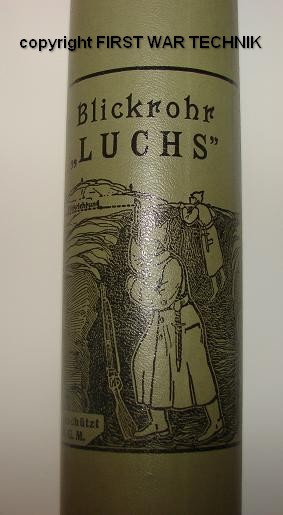 copyright FIRST WAR TECHNIK
Blickrohr
„LUCHS”
G. M.